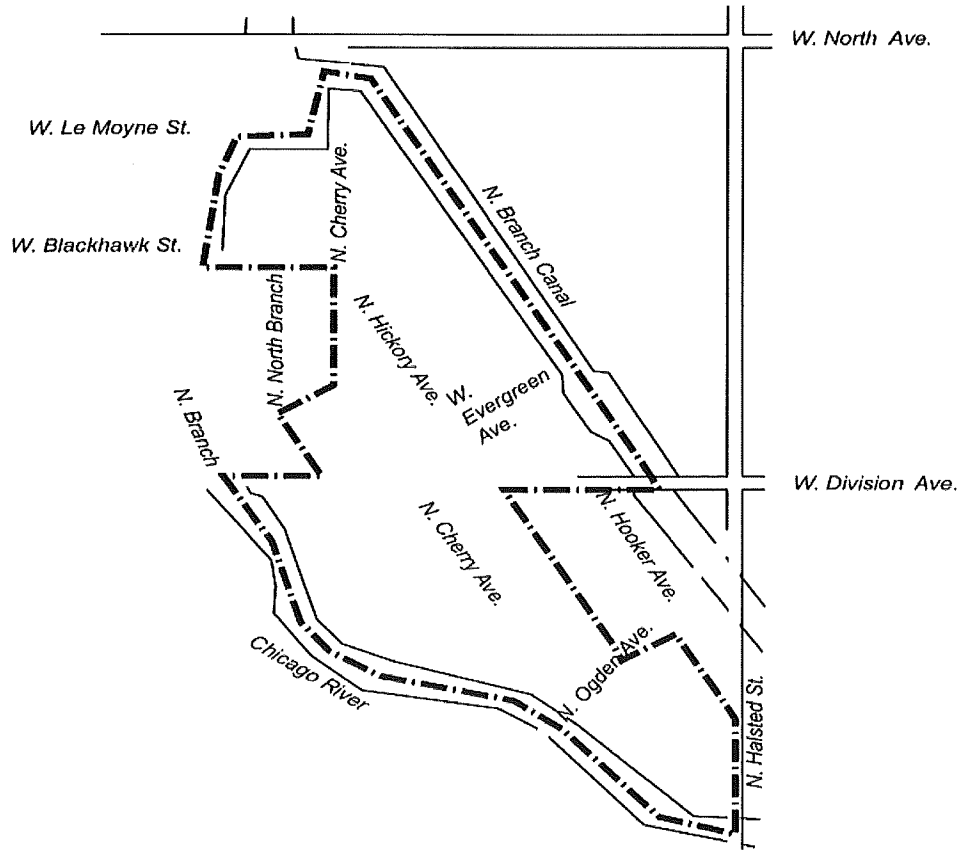 W. North Ave.
W. Le Moyne St.
N. Cherry Ave.
N. Branch Canal
W. Blackhawk St.
N. North Branch
N. Hickory Ave.
W.
Evergreen
Ave.
N. Branch
W. Division Ave.
N. Hooker Ave.
N. Cherry Ave.
N. Ogden Ave.
Chicago River
N. Halsted St.